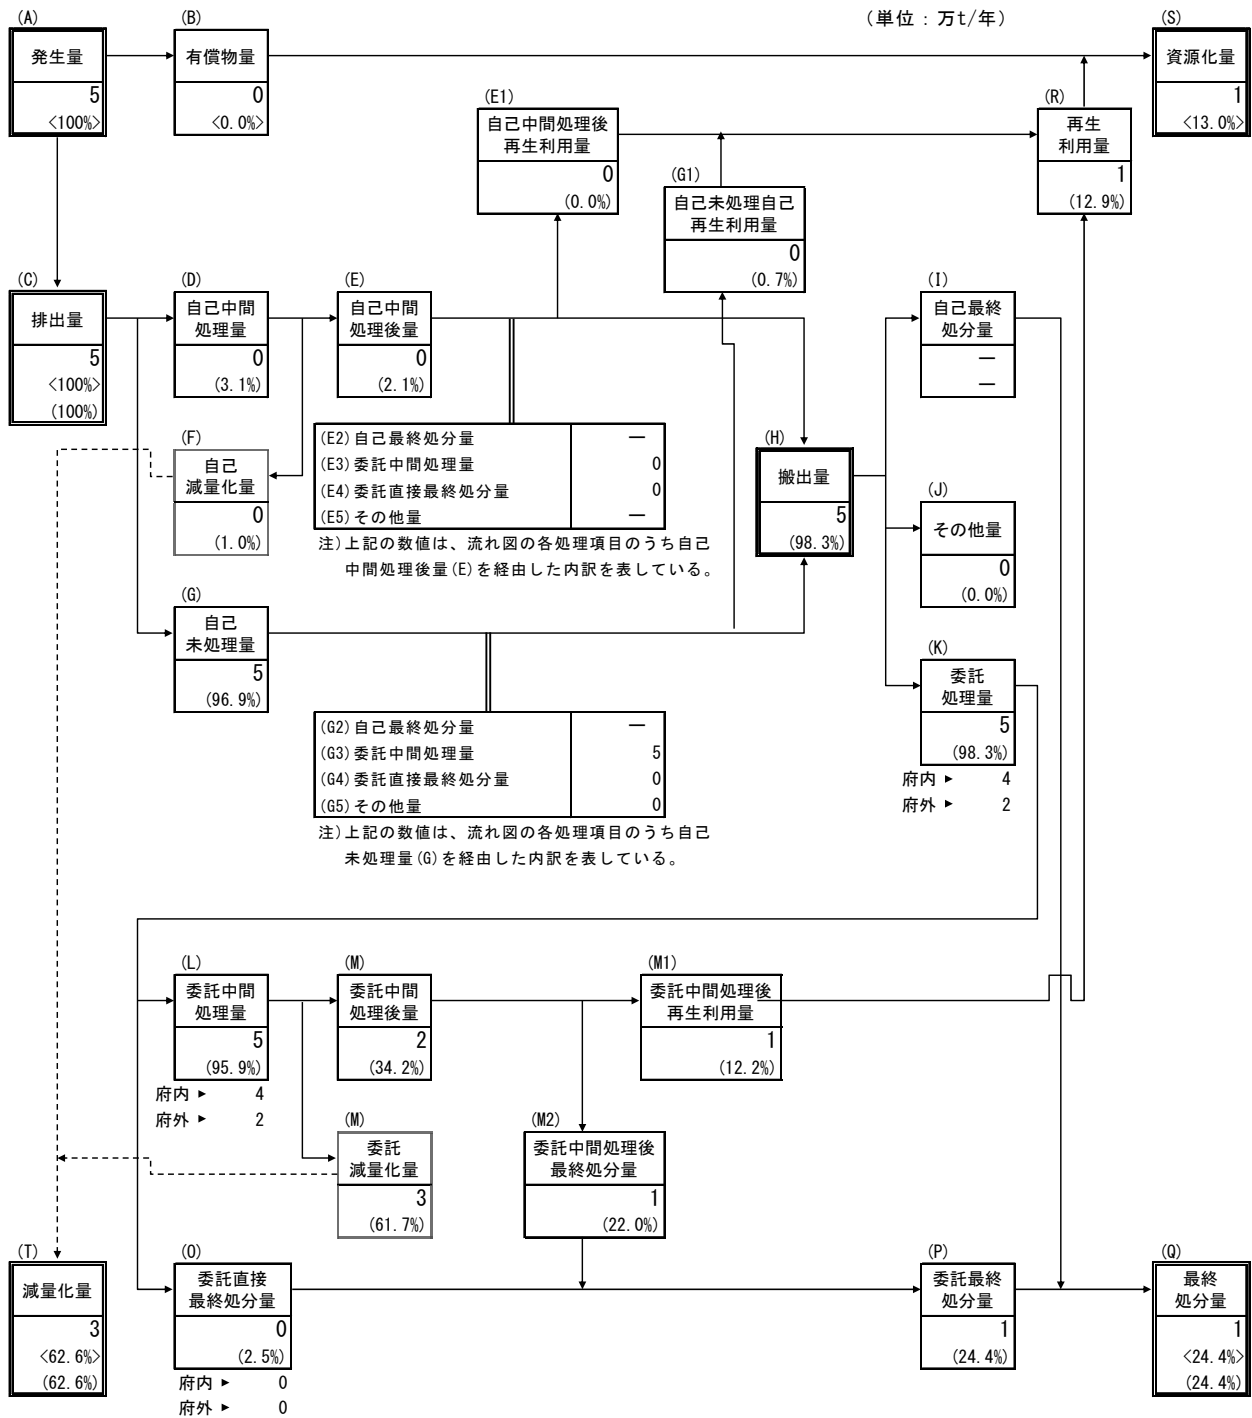 (単位：万t/年)
(A)
発生量
5
<100%>
(B)
有償物量
0
<0.0%>
(S)
資源化量
1
<13.0%>
(E1)
自己中間処理後
再生利用量
0
(0.0%)
(R)
再生
利用量
1
(12.9%)
(G1)
自己未処理自己
再生利用量
0
(0.7%)
(C)
排出量
5
<100%>
(100%)
(D)
自己中間
処理量
0
(3.1%)
(E)
自己中間
処理後量
0
(2.1%)
(I)
自己最終
処分量
―
―
(F)
自己
減量化量
0
(1.0%)
(E2)自己最終処分量 ―
(E3)委託中間処理量 0
(E4)委託直接最終処分量 0
(E5)その他量 ―
注)上記の数値は、流れ図の各処理項目のうち自己
中間処理後量(E)を経由した内訳を表している。
(H)
搬出量
5
(98.3%)
(J)
その他量
0
(0.0%)
(G)
自己
未処理量
5
(96.9%)
(K)
委託
処理量
5
(98.3%)
府内 ► 4
府外 ► 2
(G2)自己最終処分量 ―
(G3)委託中間処理量 5
(G4)委託直接最終処分量 0
(G5)その他量 0
注)上記の数値は、流れ図の各処理項目のうち自己
未処理量(G)を経由した内訳を表している。
(L)
委託中間
処理量
5
(95.9%)
府内 ► 4
府外 ► 2
(M)
委託中間
処理後量
2
(34.2%)
(M1)
委託中間処理後
再生利用量
1
(12.2%)
(M)
委託
減量化量
3
(61.7%)
(M2)
委託中間処理後
最終処分量
1
(22.0%)
(T)
減量化量
3
<62.6%>
(62.6%)
(O)
委託直接
最終処分量
0
(2.5%)
府内 ► 0
府外 ► 0
(P)
委託最終
処分量
1
(24.4%)
(Q)
最終
処分量
1
<24.4%>
(24.4%)